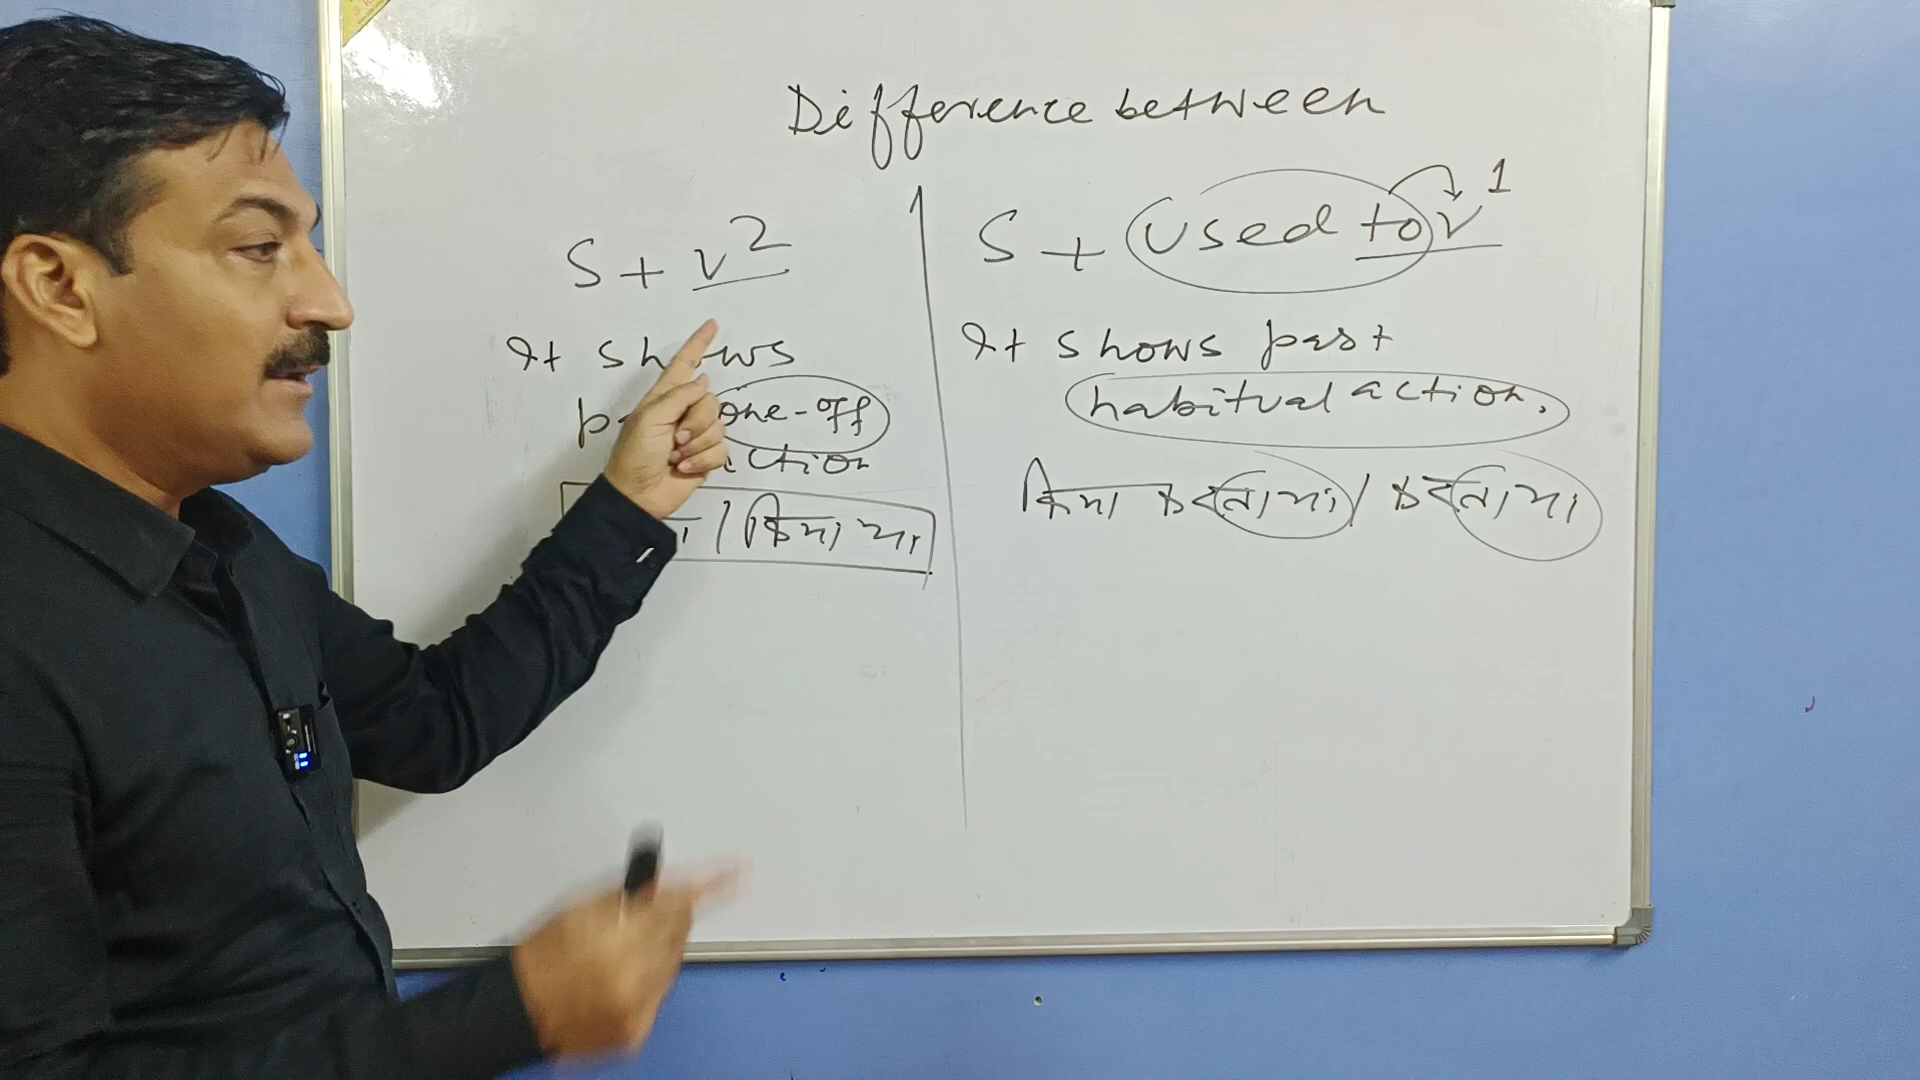 Difference between
S + V2
It shows
one-off
action
/ किया था
S + used to V1
It shows past
habitual action.
किया करता था / करता था